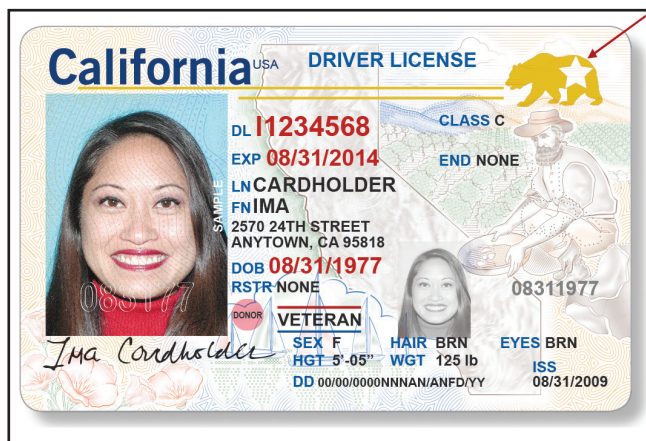 California USA DRIVER LICENSE
DL I1234568 CLASS C
EXP 08/31/2014 END NONE
LN CARDHOLDER
FN IMA
2570 24TH STREET
ANYTOWN, CA 95818
DOB 08/31/1977
RSTR NONE
SAMPLE
083177
08311977
DONOR
VETERAN
Ima Cardholder
SEX F HAIR BRN EYES BRN
HGT 5'-05" WGT 125 lb ISS
DD 00/00/0000NNNAN/ANFD/YY 08/31/2009